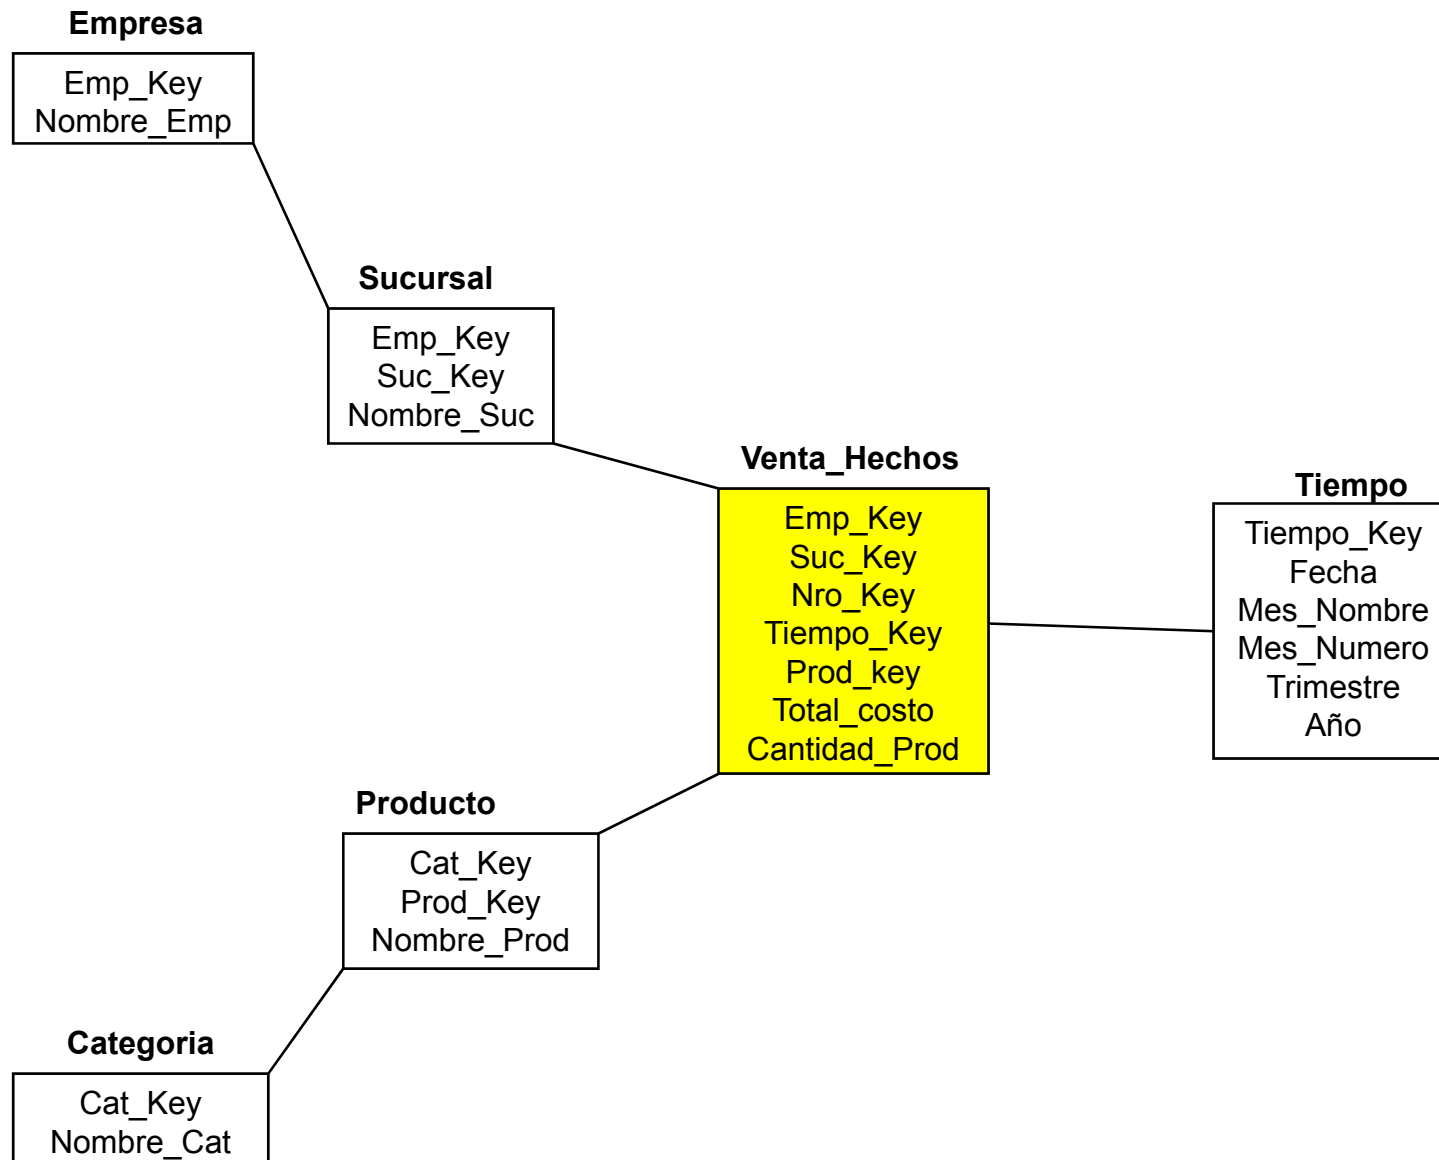 Empresa
Emp_Key
Nombre_Emp
Sucursal
Emp_Key
Suc_Key
Nombre_Suc
Venta_Hechos
Emp_Key
Suc_Key
Nro_Key
Tiempo_Key
Prod_key
Total_costo
Cantidad_Prod
Tiempo
Tiempo_Key
Fecha
Mes_Nombre
Mes_Numero
Trimestre
Año
Producto
Cat_Key
Prod_Key
Nombre_Prod
Categoria
Cat_Key
Nombre_Cat